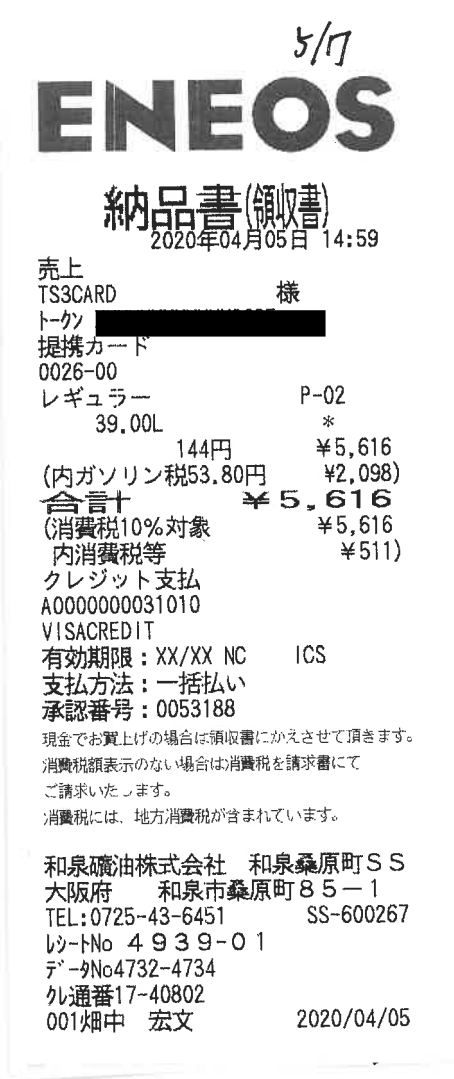 5/7
ENEOS
納品書(領収書)
2020年04月05日 14:59
売上
TS3CARD 様
トークン
提携カード
0026-00
レギュラー P-02
39.00L *
144円 ¥5,616
(内ガソリン税53.80円 ¥2,098)
合計 ¥5,616
(消費税10%対象 ¥5,616
内消費税等 ¥511)
クレジット支払
A0000000031010
VISACREDIT
有効期限:XX/XX NC ICS
支払方法:一括払い
承認番号:0053188
現金でお買上げの場合は領収書にかえさせて頂きます。
消費税額表示のない場合は消費税を請求書にて
ご請求いたします。
消費税には、地方消費税が含まれています。
和泉礦油株式会社 和泉桑原町SS
大阪府 和泉市桑原町85-1
TEL:0725-43-6451 SS-600267
レシートNo 4939-01
データNo4732-4734
クレ通番17-40802
001畑中 宏文 2020/04/05